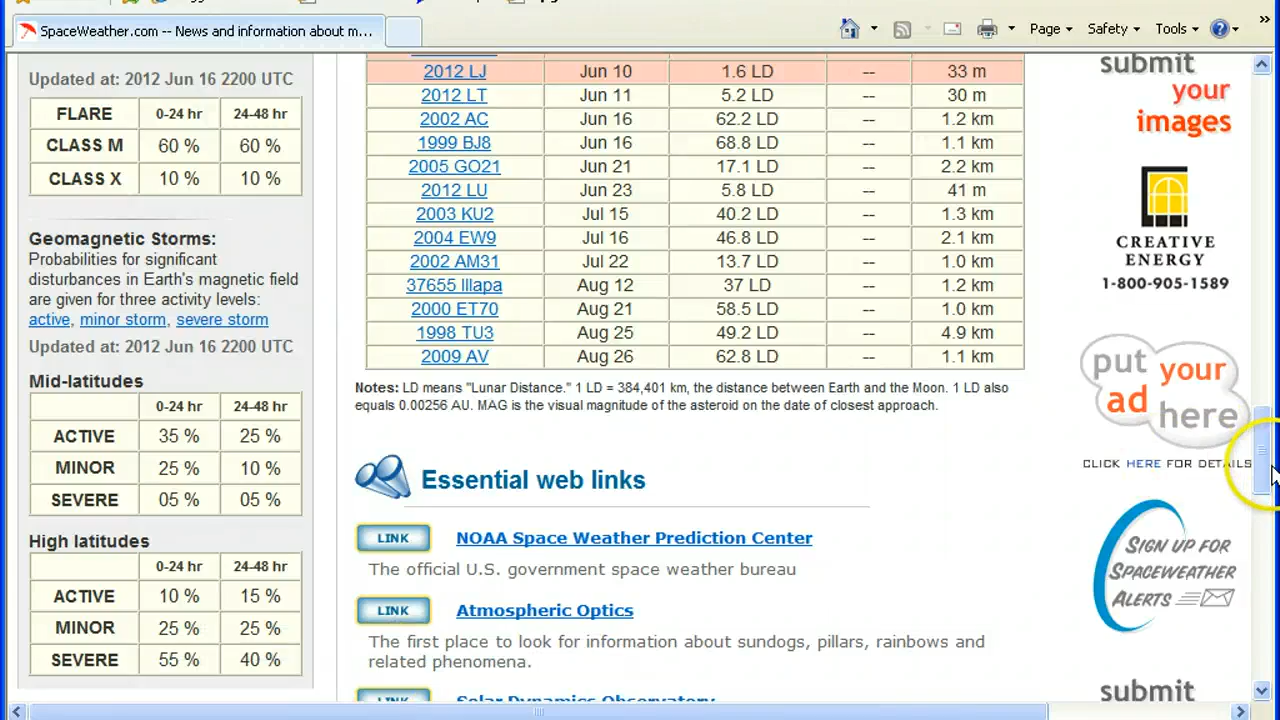 SpaceWeather.com -- News and information about m...
Page
Safety
Tools
Updated at: 2012 Jun 16 2200 UTC
FLARE 0-24 hr 24-48 hr
CLASS M 60 % 60 %
CLASS X 10 % 10 %
Geomagnetic Storms:
Probabilities for significant
disturbances in Earth's magnetic field
are given for three activity levels:
active, minor storm, severe storm
Updated at: 2012 Jun 16 2200 UTC
Mid-latitudes
0-24 hr 24-48 hr
ACTIVE 35 % 25 %
MINOR 25 % 10 %
SEVERE 05 % 05 %
High latitudes
0-24 hr 24-48 hr
ACTIVE 10 % 15 %
MINOR 25 % 25 %
SEVERE 55 % 40 %
2012 LJ Jun 10 1.6 LD -- 33 m
2012 LT Jun 11 5.2 LD -- 30 m
2002 AC Jun 16 62.2 LD -- 1.2 km
1999 BJ8 Jun 16 68.8 LD -- 1.1 km
2005 GO21 Jun 21 17.1 LD -- 2.2 km
2012 LU Jun 23 5.8 LD -- 41 m
2003 KU2 Jul 15 40.2 LD -- 1.3 km
2004 EW9 Jul 16 46.8 LD -- 2.1 km
2002 AM31 Jul 22 13.7 LD -- 1.0 km
37655 Illapa Aug 12 37 LD -- 1.2 km
2000 ET70 Aug 21 58.5 LD -- 1.0 km
1998 TU3 Aug 25 49.2 LD -- 4.9 km
2009 AV Aug 26 62.8 LD -- 1.1 km
Notes: LD means "Lunar Distance." 1 LD = 384,401 km, the distance between Earth and the Moon. 1 LD also
equals 0.00256 AU. MAG is the visual magnitude of the asteroid on the date of closest approach.
Essential web links
LINK NOAA Space Weather Prediction Center
The official U.S. government space weather bureau
LINK Atmospheric Optics
The first place to look for information about sundogs, pillars, rainbows and
related phenomena.
LINK Solar Dynamics Observatory
submit
your
images
CREATIVE
ENERGY
1-800-905-1589
put your
ad here
CLICK HERE FOR DETAILS
SIGN UP FOR
SPACEWEATHER
ALERTS
submit